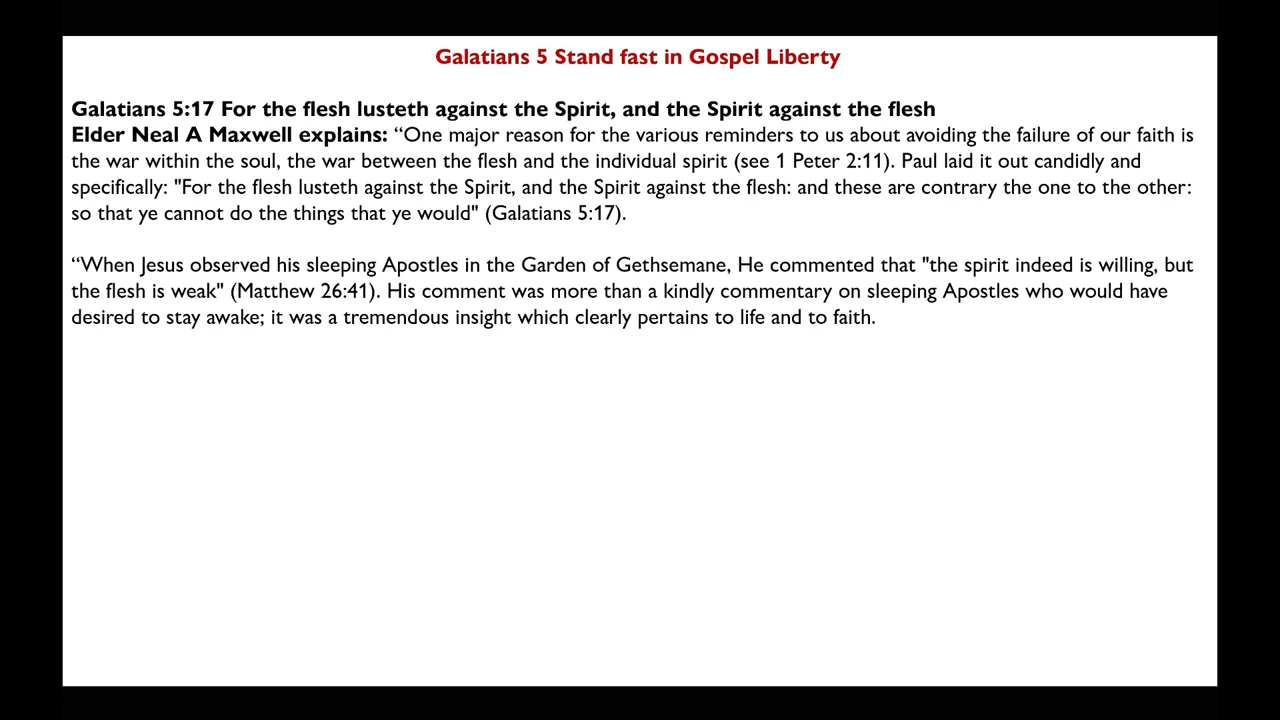 Galatians 5 Stand fast in Gospel Liberty
Galatians 5:17 For the flesh lusteth against the Spirit, and the Spirit against the flesh
Elder Neal A Maxwell explains: “One major reason for the various reminders to us about avoiding the failure of our faith is
the war within the soul, the war between the flesh and the individual spirit (see 1 Peter 2:11). Paul laid it out candidly and
specifically: "For the flesh lusteth against the Spirit, and the Spirit against the flesh: and these are contrary the one to the other:
so that ye cannot do the things that ye would" (Galatians 5:17).
“When Jesus observed his sleeping Apostles in the Garden of Gethsemane, He commented that "the spirit indeed is willing, but
the flesh is weak" (Matthew 26:41). His comment was more than a kindly commentary on sleeping Apostles who would have
desired to stay awake; it was a tremendous insight which clearly pertains to life and to faith.